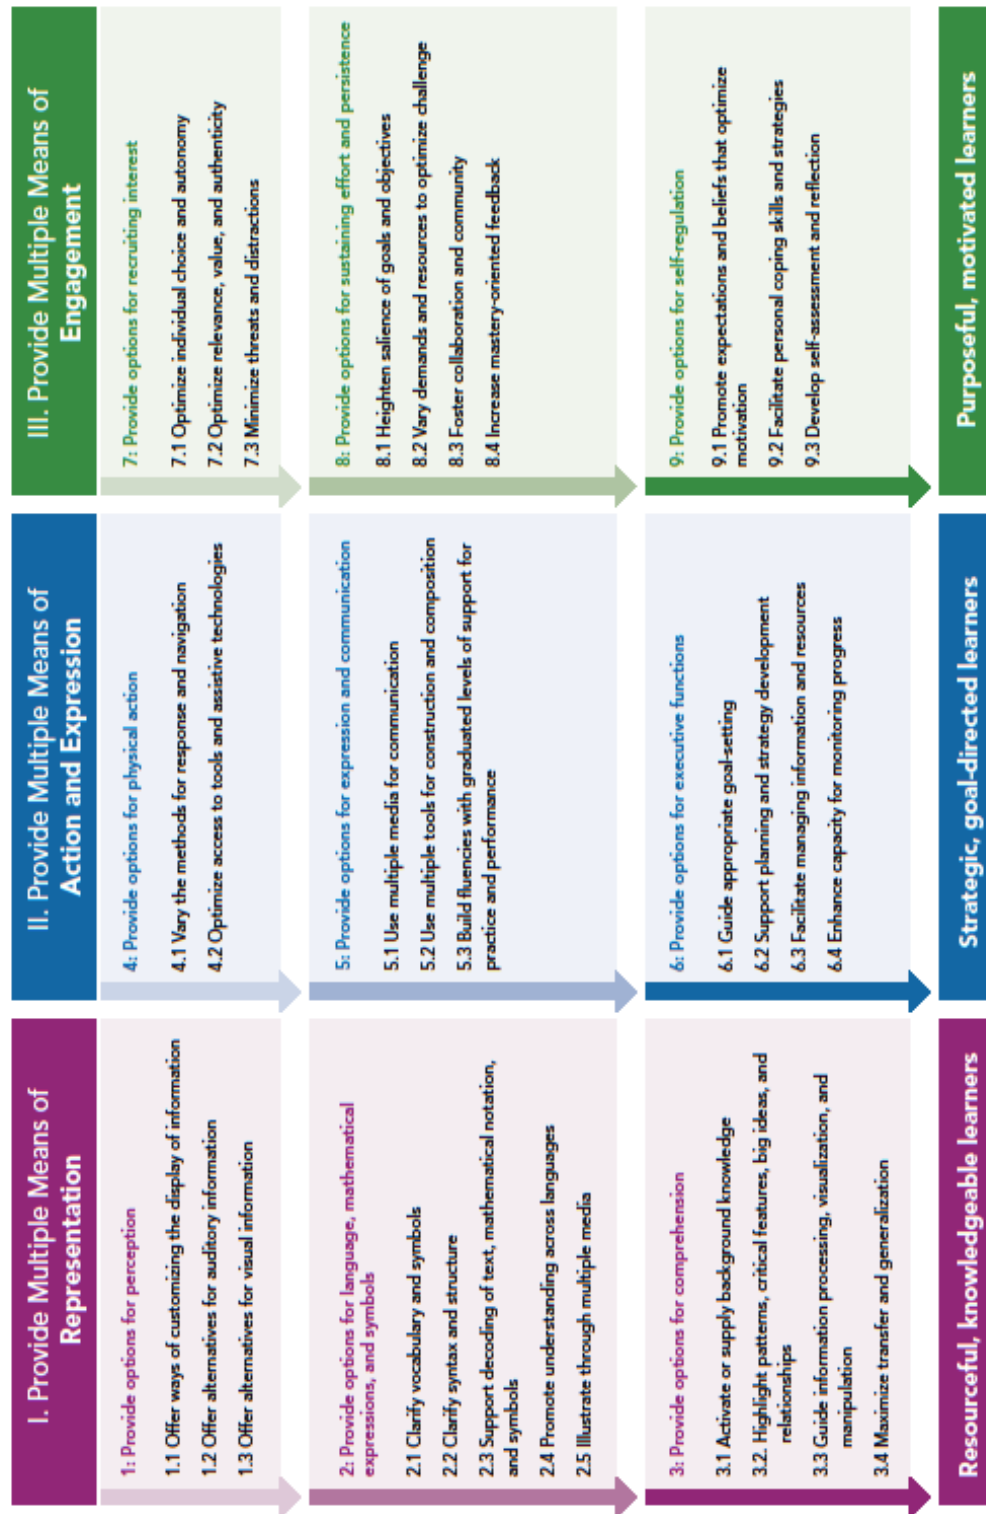 I. Provide Multiple Means of
Representation
1: Provide options for perception
1.1 Offer ways of customizing the display of information
1.2 Offer alternatives for auditory information
1.3 Offer alternatives for visual information
2: Provide options for language, mathematical
expressions, and symbols
2.1 Clarify vocabulary and symbols
2.2 Clarify syntax and structure
2.3 Support decoding of text, mathematical notation,
and symbols
2.4 Promote understanding across languages
2.5 Illustrate through multiple media
3: Provide options for comprehension
3.1 Activate or supply background knowledge
3.2. Highlight patterns, critical features, big ideas, and
relationships
3.3 Guide information processing, visualization, and
manipulation
3.4 Maximize transfer and generalization
Resourceful, knowledgeable learners
II. Provide Multiple Means of
Action and Expression
4: Provide options for physical action
4.1 Vary the methods for response and navigation
4.2 Optimize access to tools and assistive technologies
5: Provide options for expression and communication
5.1 Use multiple media for communication
5.2 Use multiple tools for construction and composition
5.3 Build fluencies with graduated levels of support for
practice and performance
6: Provide options for executive functions
6.1 Guide appropriate goal-setting
6.2 Support planning and strategy development
6.3 Facilitate managing information and resources
6.4 Enhance capacity for monitoring progress
Strategic, goal-directed learners
III. Provide Multiple Means of
Engagement
7: Provide options for recruiting interest
7.1 Optimize individual choice and autonomy
7.2 Optimize relevance, value, and authenticity
7.3 Minimize threats and distractions
8: Provide options for sustaining effort and persistence
8.1 Heighten salience of goals and objectives
8.2 Vary demands and resources to optimize challenge
8.3 Foster collaboration and community
8.4 Increase mastery-oriented feedback
9: Provide options for self-regulation
9.1 Promote expectations and beliefs that optimize
motivation
9.2 Facilitate personal coping skills and strategies
9.3 Develop self-assessment and reflection
Purposeful, motivated learners